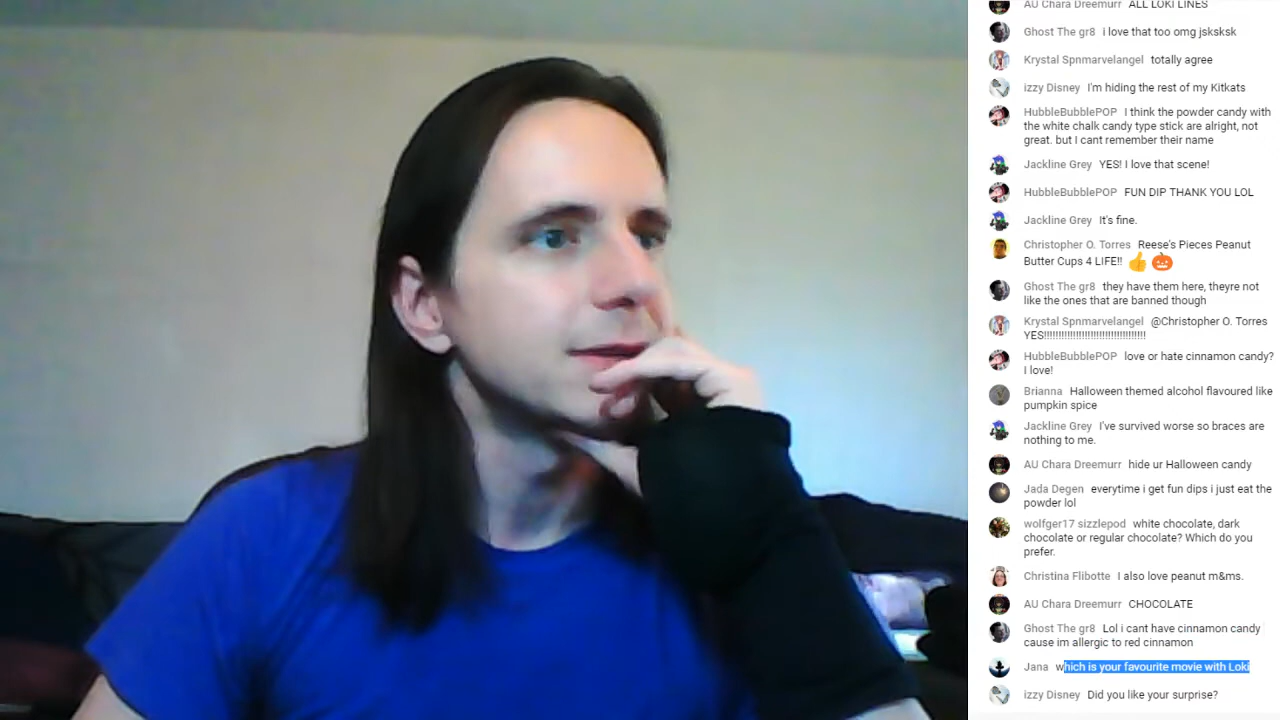 AU Chara Dreemurr ALL LOKI LINES
Ghost The gr8 i love that too omg jsksksk
Krystal Spnmarvelangel totally agree
izzy Disney I'm hiding the rest of my Kitkats
HubbleBubblePOP I think the powder candy with
the white chalk candy type stick are alright, not
great. but I cant remember their name
Jackline Grey YES! I love that scene!
HubbleBubblePOP FUN DIP THANK YOU LOL
Jackline Grey It's fine.
Christopher O. Torres Reese's Pieces Peanut
Butter Cups 4 LIFE!! 👍 🎃
Ghost The gr8 they have them here, theyre not
like the ones that are banned though
Krystal Spnmarvelangel @Christopher O. Torres
YES!!!!!!!!!!!!!!!!!!!!!!!!!!!!!!!!!!
HubbleBubblePOP love or hate cinnamon candy?
I love!
Brianna Halloween themed alcohol flavoured like
pumpkin spice
Jackline Grey I've survived worse so braces are
nothing to me.
AU Chara Dreemurr hide ur Halloween candy
Jada Degen everytime i get fun dips i just eat the
powder lol
wolfger17 sizzlepod white chocolate, dark
chocolate or regular chocolate? Which do you
prefer.
Christina Flibotte I also love peanut m&ms.
AU Chara Dreemurr CHOCOLATE
Ghost The gr8 Lol i cant have cinnamon candy
cause im allergic to red cinnamon
Jana which is your favourite movie with Loki
izzy Disney Did you like your surprise?